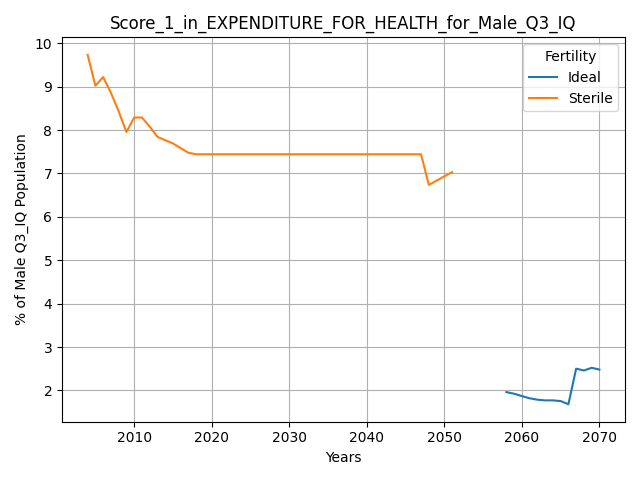 Score_1_in_EXPENDITURE_FOR_HEALTH_for_Male_Q3_IQ
Fertility
Ideal
Sterile
% of Male Q3_IQ Population
10
9
8
7
6
5
4
3
2
2010 2020 2030 2040 2050 2060 2070
Years